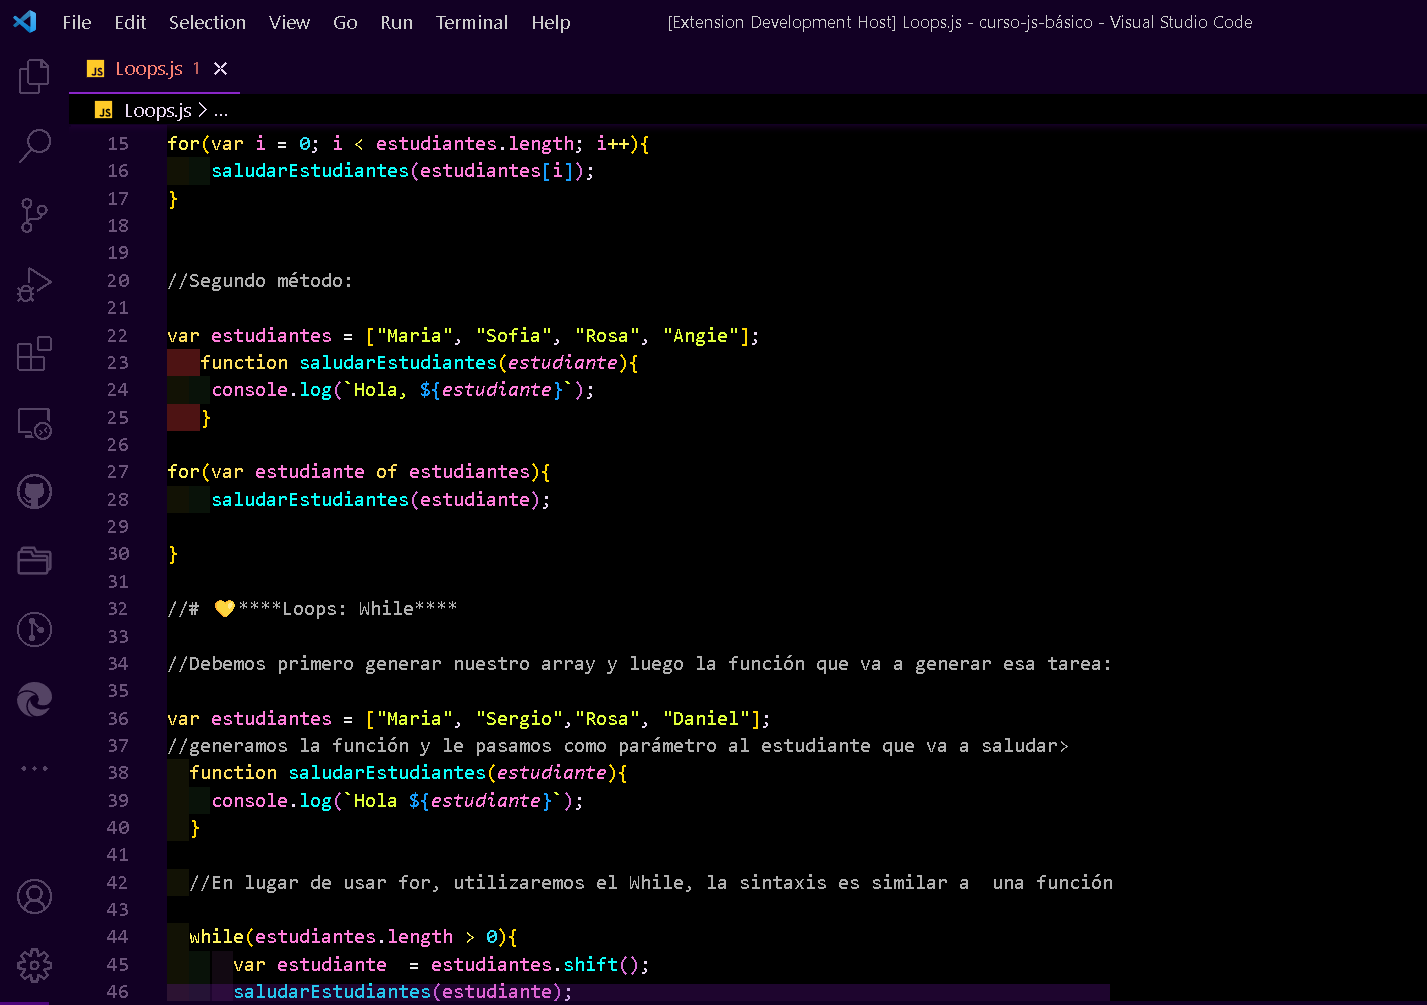 File Edit Selection View Go Run Terminal Help [Extension Development Host] Loops.js - curso-js-básico - Visual Studio Code
JS Loops.js 1 ×
JS Loops.js > ...
15 for(var i = 0; i < estudiantes.length; i++){
16 saludarEstudiantes(estudiantes[i]);
17 }
18
19
20 //Segundo método:
21
22 var estudiantes = ["Maria", "Sofia", "Rosa", "Angie"];
23 function saludarEstudiantes(estudiante){
24 console.log(`Hola, ${estudiante}`);
25 }
26
27 for(var estudiante of estudiantes){
28 saludarEstudiantes(estudiante);
29
30 }
31
32 //# 💛****Loops: While****
33
34 //Debemos primero generar nuestro array y luego la función que va a generar esa tarea:
35
36 var estudiantes = ["Maria", "Sergio","Rosa", "Daniel"];
37 //generamos la función y le pasamos como parámetro al estudiante que va a saludar>
38 function saludarEstudiantes(estudiante){
39 console.log(`Hola ${estudiante}`);
40 }
41
42 //En lugar de usar for, utilizaremos el While, la sintaxis es similar a  una función
43
44 while(estudiantes.length > 0){
45 var estudiante  = estudiantes.shift();
46 saludarEstudiantes(estudiante);